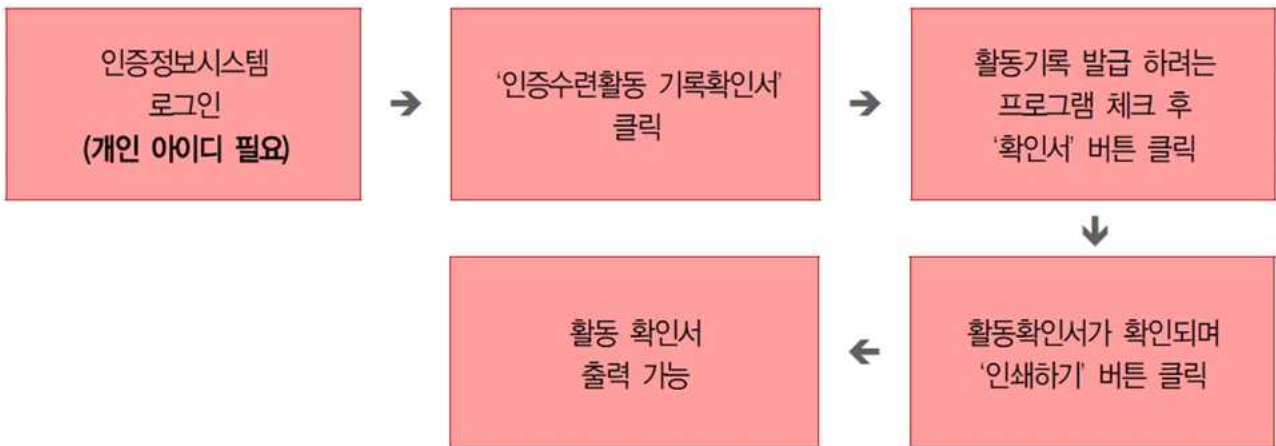 인증정보시스템
로그인
(개인 아이디 필요)
'인증수련활동 기록확인서'
클릭
활동기록 발급 하려는
프로그램 체크 후
'확인서' 버튼 클릭
활동확인서가 확인되며
'인쇄하기' 버튼 클릭
활동 확인서
출력 가능